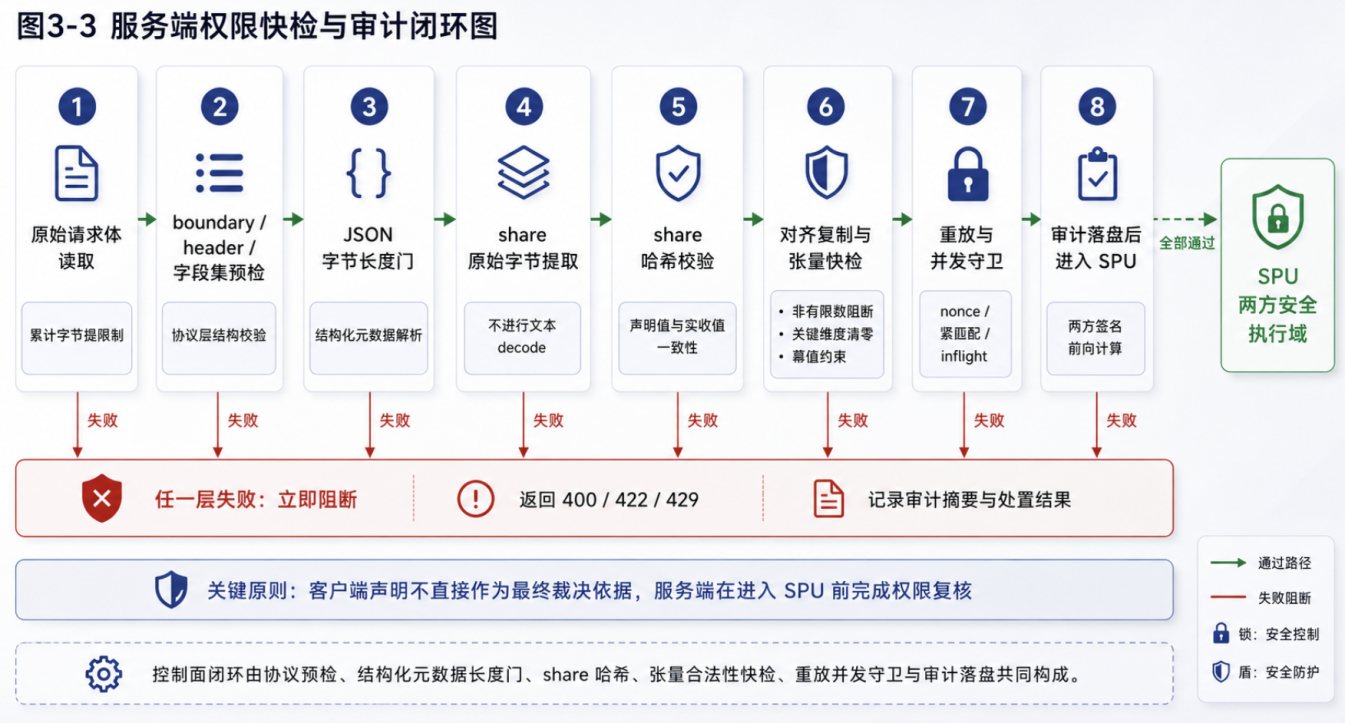 图3-3 服务端权限快检与审计闭环图
1
原始请求体
读取
累计字节提限制
2
boundary /
header /
字段集预检
协议层结构校验
3
{ }
JSON
字节长度门
结构化元数据解析
4
share
原始字节提取
不进行文本
decode
5
share
哈希校验
声明值与实收值
一致性
6
对齐复制与
张量快检
• 非有限数阻断
• 关键维度清零
• 幕值约束
7
重放与
并发守卫
nonce /
紧匹配 /
inflight
8
审计落盘后
进入 SPU
两方签名
前向计算
全部通过
SPU
两方安全
执行域
失败
失败
失败
失败
失败
失败
失败
失败
任一层失败：立即阻断
返回 400 / 422 / 429
记录审计摘要与处置结果
关键原则：客户端声明不直接作为最终裁决依据，服务端在进入 SPU 前完成权限复核
控制面闭环由协议预检、结构化元数据长度门、share 哈希、张量合法性快检、重放并发守卫与审计落盘共同构成。
通过路径
失败阻断
锁：安全控制
盾：安全防护